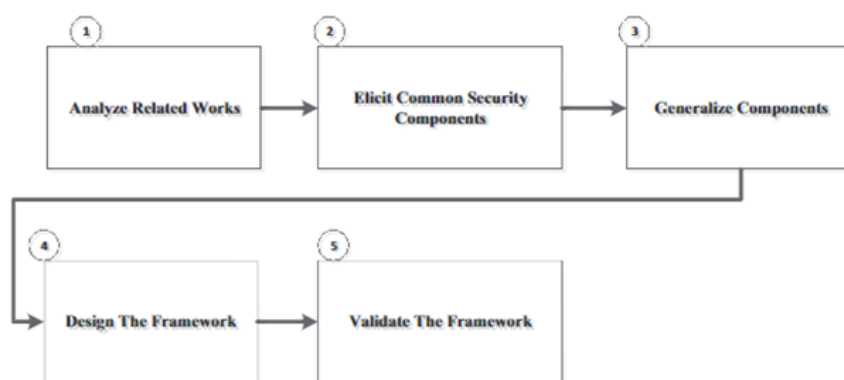 1
2
3
Analyze Related Works
Elicit Common Security
Components
Generalize Components
4
5
Design The Framework
Validate The Framework